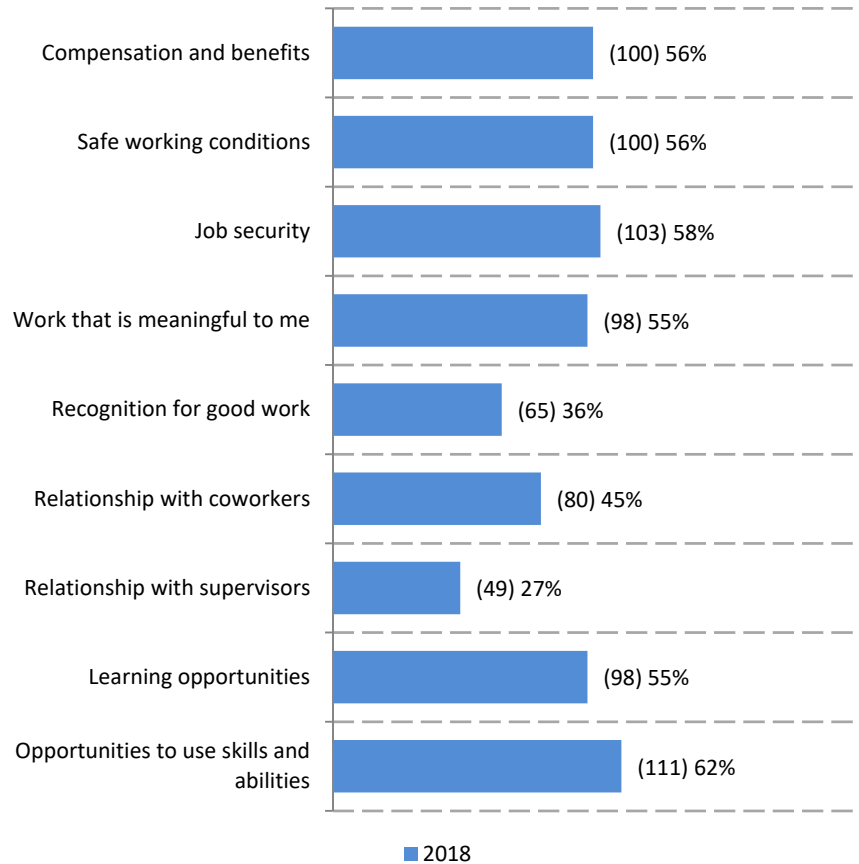 Compensation and benefits (100) 56%
Safe working conditions (100) 56%
Job security (103) 58%
Work that is meaningful to me (98) 55%
Recognition for good work (65) 36%
Relationship with coworkers (80) 45%
Relationship with supervisors (49) 27%
Learning opportunities (98) 55%
Opportunities to use skills and
abilities (111) 62%
2018